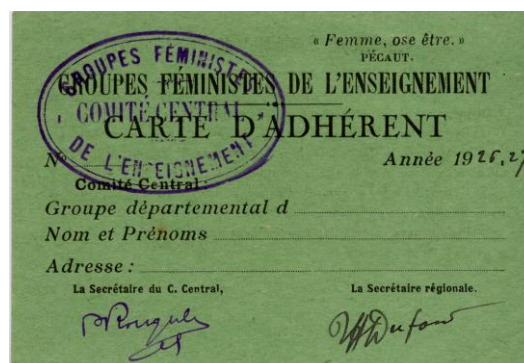 « Femme, ose être. »
PÉCAUT.
GROUPES FÉMINISTES DE L'ENSEIGNEMENT
GROUPES FÉMINISTES
COMITÉ CENTRAL
DE L'ENSEIGNEMENT
CARTE D'ADHÉRENT
N° Année 1926.27
Comité Central :
Groupe départemental d
Nom et Prénoms
Adresse :
La Secrétaire du C. Central, La Secrétaire régionale.